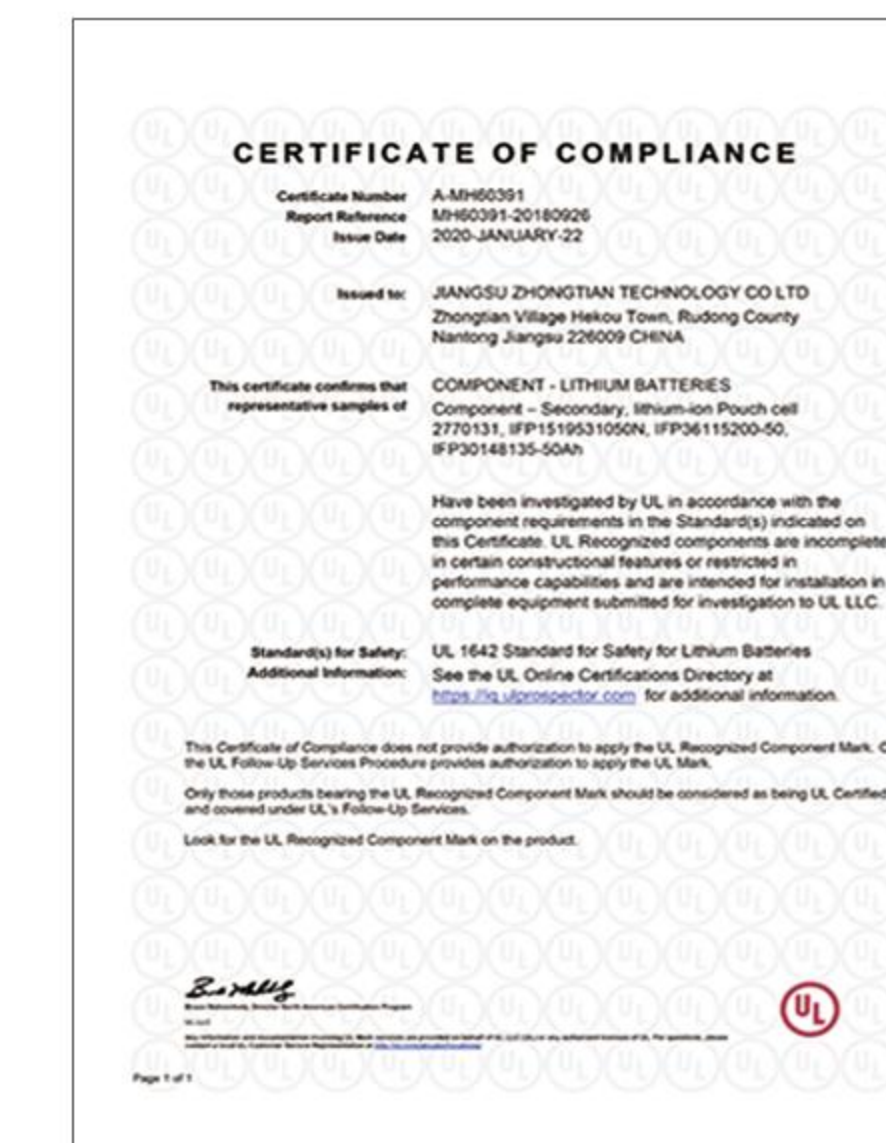 CERTIFICATE OF COMPLIANCE
Certificate Number A-MH60391
Report Reference MH60391-20180926
Issue Date 2020-JANUARY-22
Issued to: JIANGSU ZHONGTIAN TECHNOLOGY CO LTD
Zhongtian Village Hekou Town, Rudong County
Nantong Jiangsu 226009 CHINA
This certificate confirms that COMPONENT - LITHIUM BATTERIES
representative samples of Component – Secondary, lithium-ion Pouch cell
2770131, IFP1519531050N, IFP36115200-50,
IFP30148135-50Ah
Have been investigated by UL in accordance with the
component requirements in the Standard(s) indicated on
this Certificate. UL Recognized components are incomplete
in certain constructional features or restricted in
performance capabilities and are intended for installation in
complete equipment submitted for investigation to UL LLC.
Standard(s) for Safety: UL 1642 Standard for Safety for Lithium Batteries
Additional Information: See the UL Online Certifications Directory at
https://iq.ulprospector.com for additional information.
This Certificate of Compliance does not provide authorization to apply the UL Recognized Component Mark.
the UL Follow-Up Services Procedure provides authorization to apply the UL Mark.
Only those products bearing the UL Recognized Component Mark should be considered as being UL Certified
and covered under UL's Follow-Up Services.
Look for the UL Recognized Component Mark on the product.
UL
Page 1 of 1